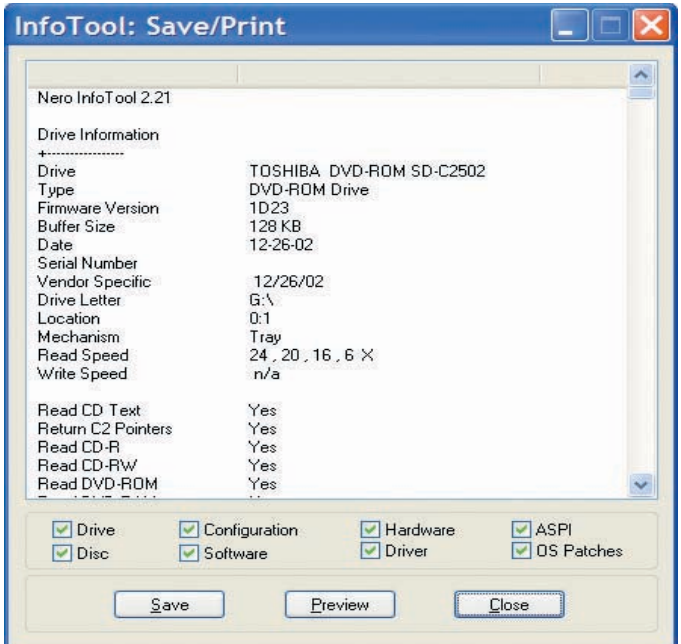 InfoTool: Save/Print
Nero InfoTool 2.21
Drive Information
+-----------------
Drive TOSHIBA DVD-ROM SD-C2502
Type DVD-ROM Drive
Firmware Version 1D23
Buffer Size 128 KB
Date 12-26-02
Serial Number
Vendor Specific 12/26/02
Drive Letter G:\
Location 0:1
Mechanism Tray
Read Speed 24 , 20 , 16 , 6 X
Write Speed n/a
Read CD Text Yes
Return C2 Pointers Yes
Read CD-R Yes
Read CD-RW Yes
Read DVD-ROM Yes
Drive Configuration Hardware ASPI
Disc Software Driver OS Patches
Save Preview Close